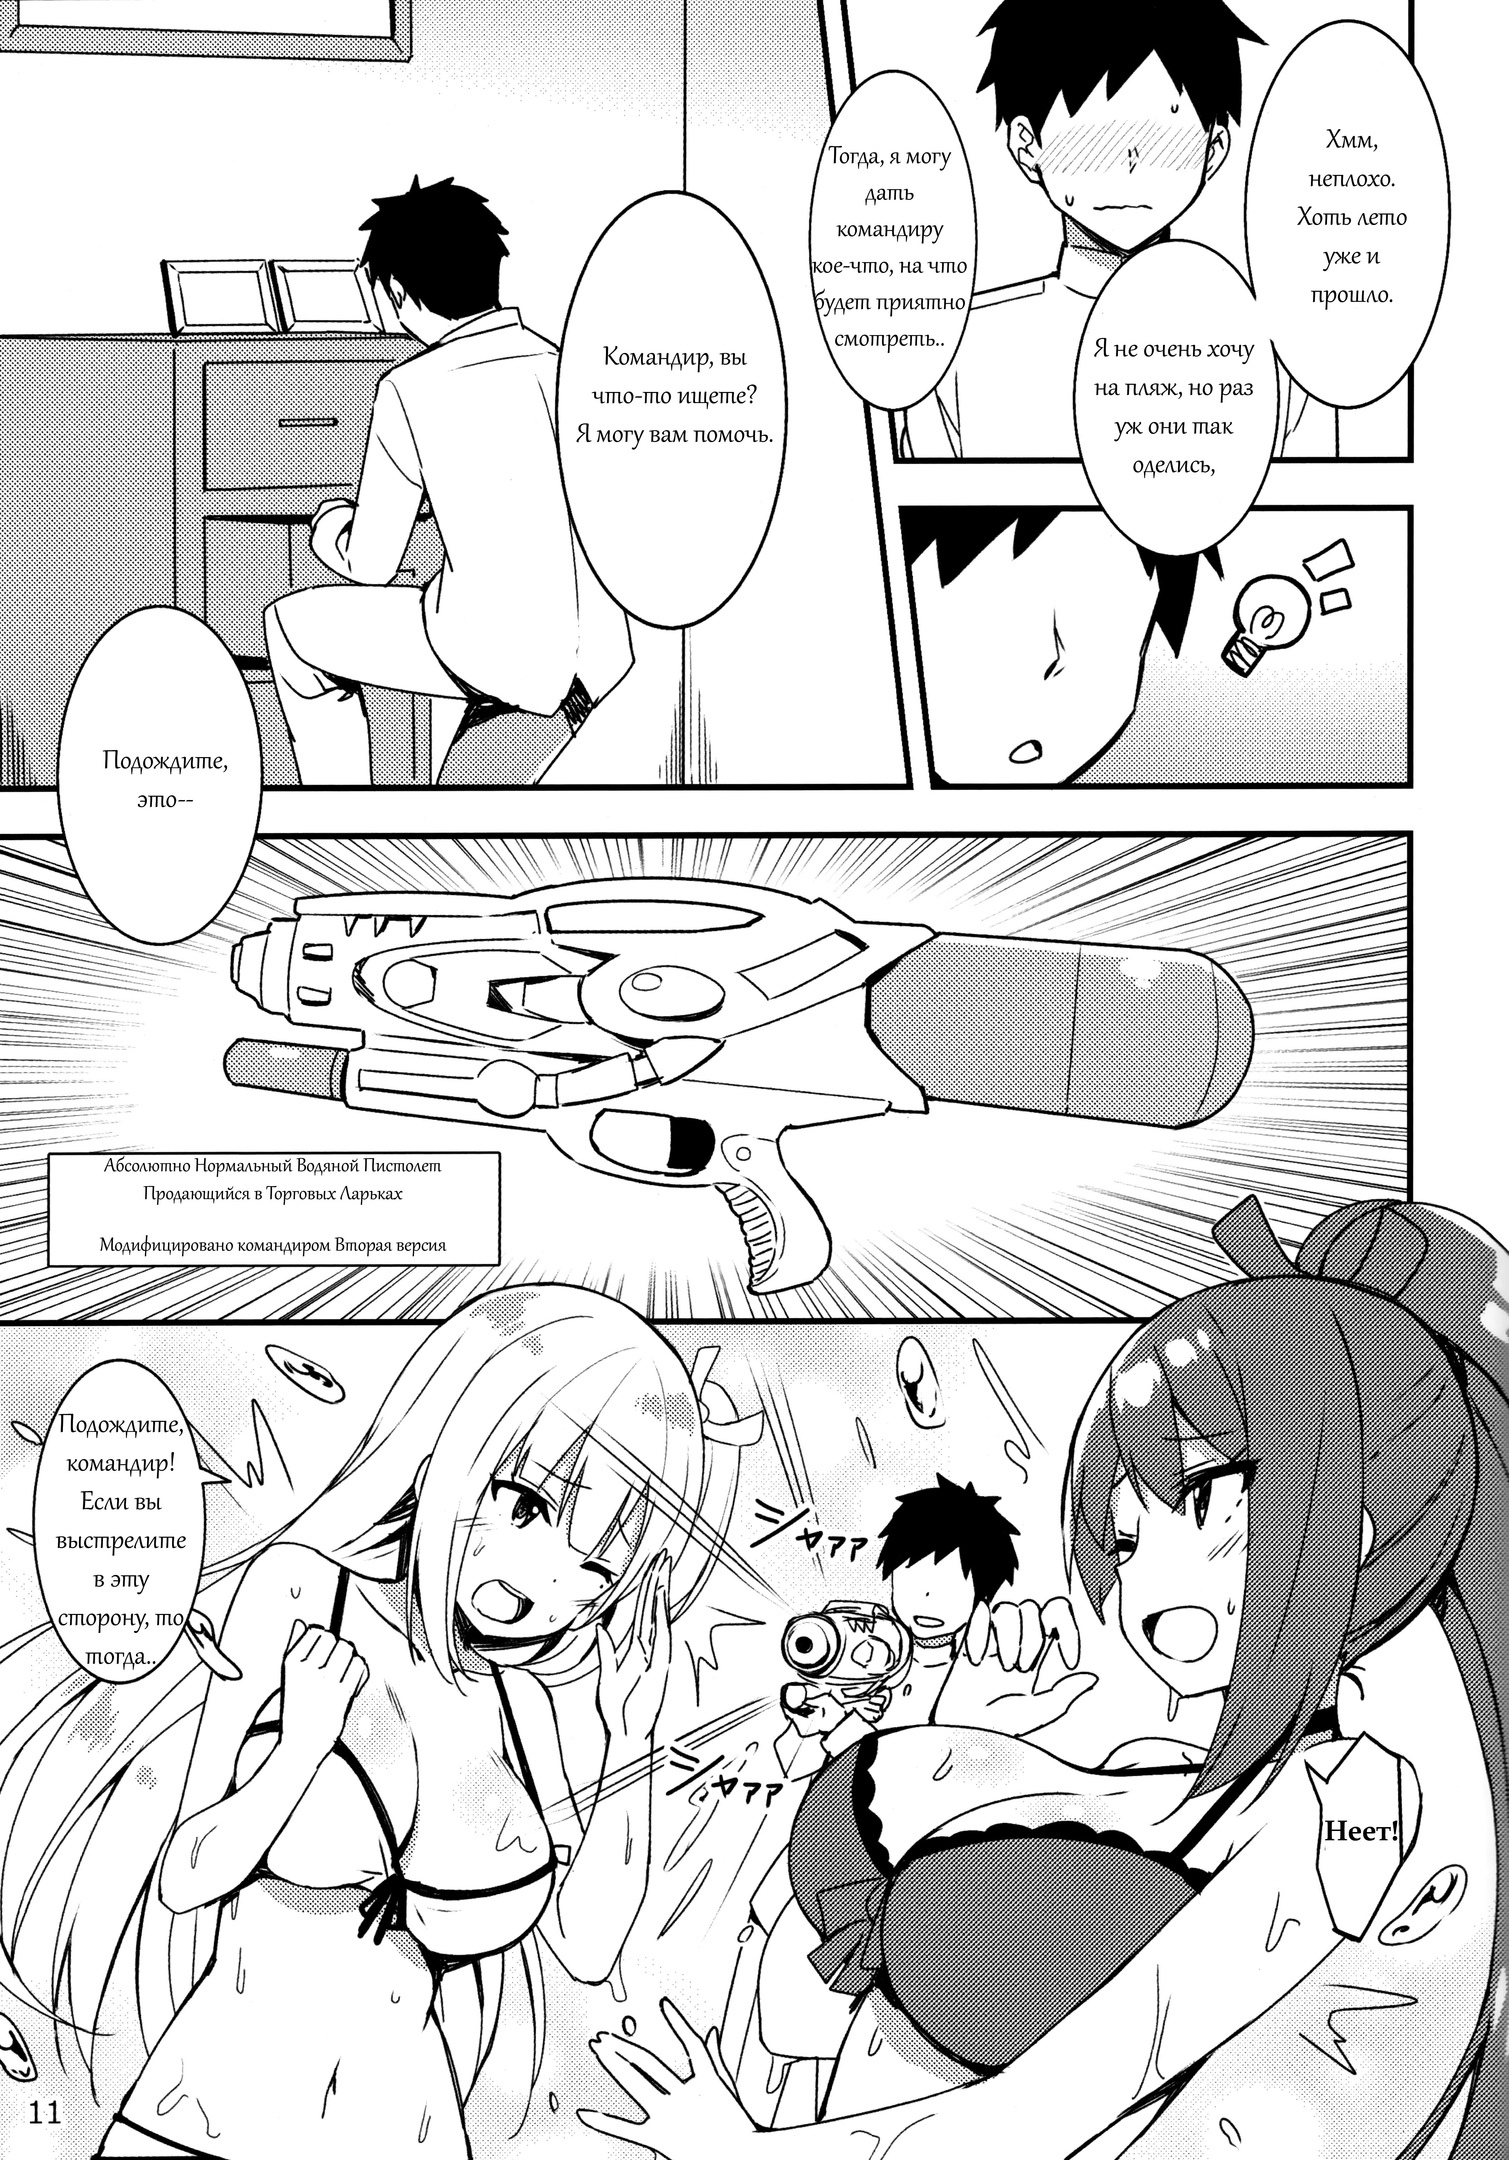 Хмм,
неплохо.
Хоть лето
уже и
прошло.
Я не очень хочу
на пляж, но раз
уж они так
оделись,
Тогда, я могу
дать
командиру
кое-что, на что
будет приятно
смотреть..
Командир, вы
что-то ищете?
Я могу вам помочь.
Подождите,
это--
Абсолютно Нормальный Водяной Пистолет
Продающийся в Торговых Ларьках
Модифицировано командиром Вторая версия
Подождите,
командир!
Если вы
выстрелите
в эту
сторону, то
тогда..
シャァァ
シャァァ
Неет!
11